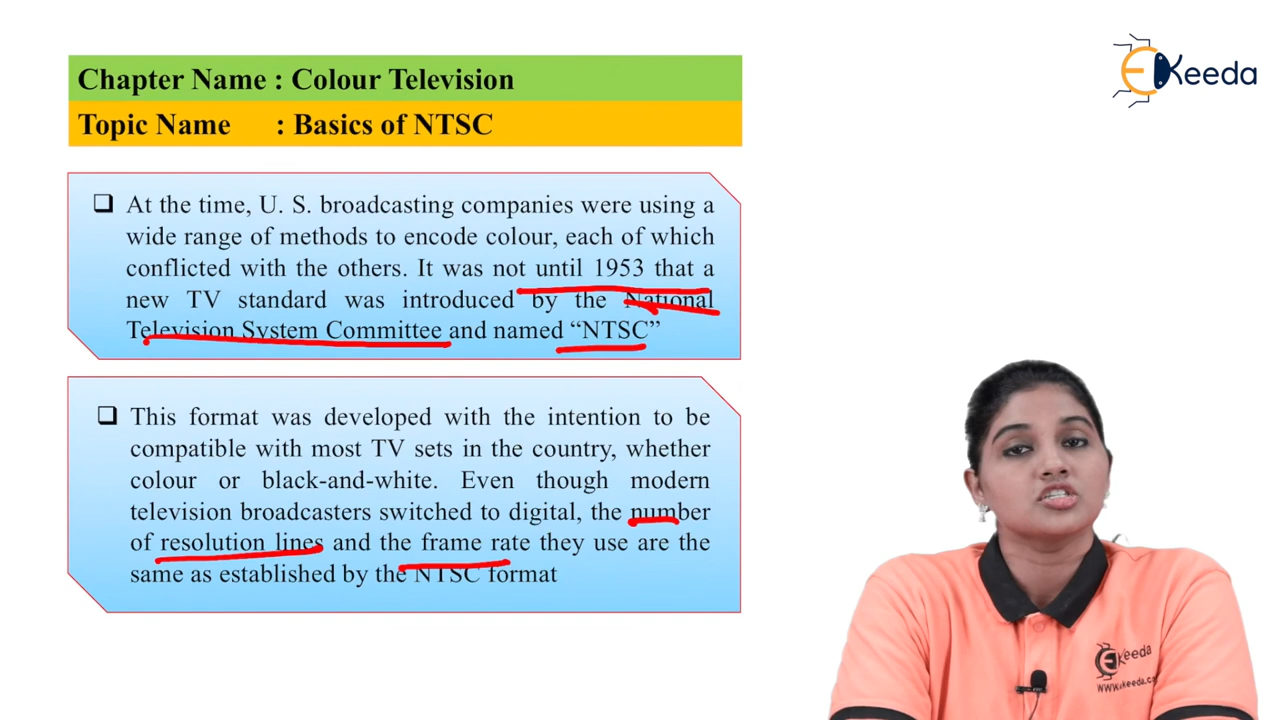 EKeeda
Chapter Name : Colour Television
Topic Name : Basics of NTSC
❑ At the time, U. S. broadcasting companies were using a
wide range of methods to encode colour, each of which
conflicted with the others. It was not until 1953 that a
new TV standard was introduced by the National
Television System Committee and named “NTSC”
❑ This format was developed with the intention to be
compatible with most TV sets in the country, whether
colour or black-and-white. Even though modern
television broadcasters switched to digital, the number
of resolution lines and the frame rate they use are the
same as established by the NTSC format
EKeeda